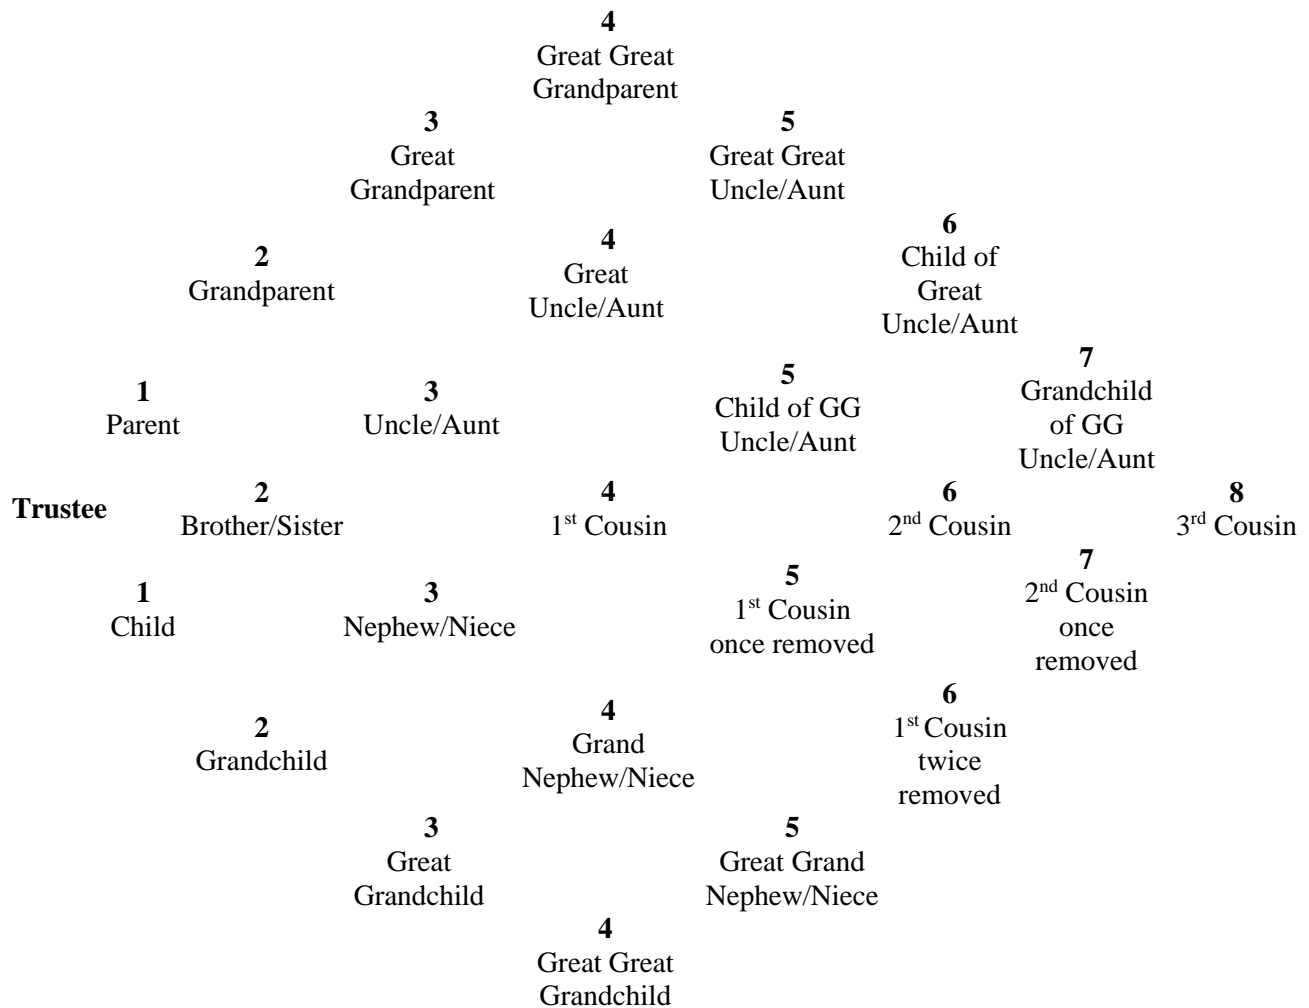 4
Great Great
Grandparent
3
Great
Grandparent
5
Great Great
Uncle/Aunt
2
Grandparent
4
Great
Uncle/Aunt
6
Child of
Great
Uncle/Aunt
1
Parent
3
Uncle/Aunt
5
Child of GG
Uncle/Aunt
7
Grandchild
of GG
Uncle/Aunt
Trustee
2
Brother/Sister
4
1st Cousin
6
2nd Cousin
8
3rd Cousin
1
Child
3
Nephew/Niece
5
1st Cousin
once removed
7
2nd Cousin
once
removed
2
Grandchild
4
Grand
Nephew/Niece
6
1st Cousin
twice
removed
3
Great
Grandchild
5
Great Grand
Nephew/Niece
4
Great Great
Grandchild